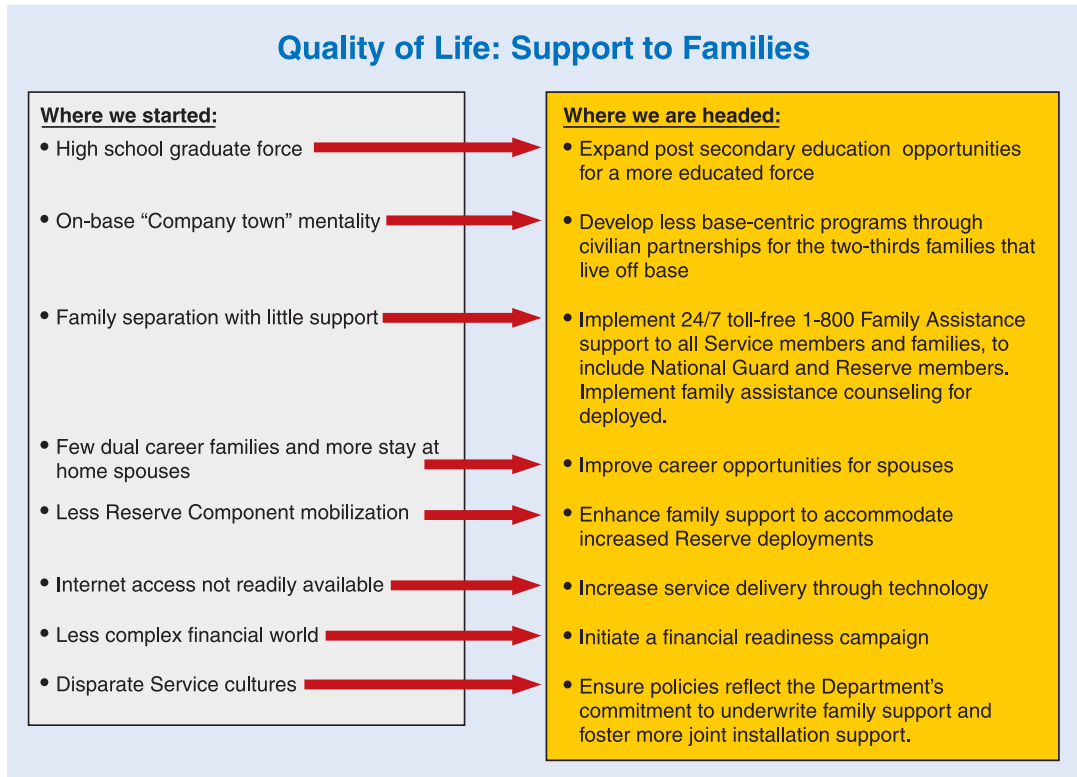 Quality of Life: Support to Families
Where we started:
• High school graduate force
• On-base “Company town” mentality
• Family separation with little support
• Few dual career families and more stay at
home spouses
• Less Reserve Component mobilization
• Internet access not readily available
• Less complex financial world
• Disparate Service cultures
Where we are headed:
• Expand post secondary education opportunities
for a more educated force
• Develop less base-centric programs through
civilian partnerships for the two-thirds families that
live off base
• Implement 24/7 toll-free 1-800 Family Assistance
support to all Service members and families, to
include National Guard and Reserve members.
Implement family assistance counseling for
deployed.
• Improve career opportunities for spouses
• Enhance family support to accommodate
increased Reserve deployments
• Increase service delivery through technology
• Initiate a financial readiness campaign
• Ensure policies reflect the Department’s
commitment to underwrite family support and
foster more joint installation support.